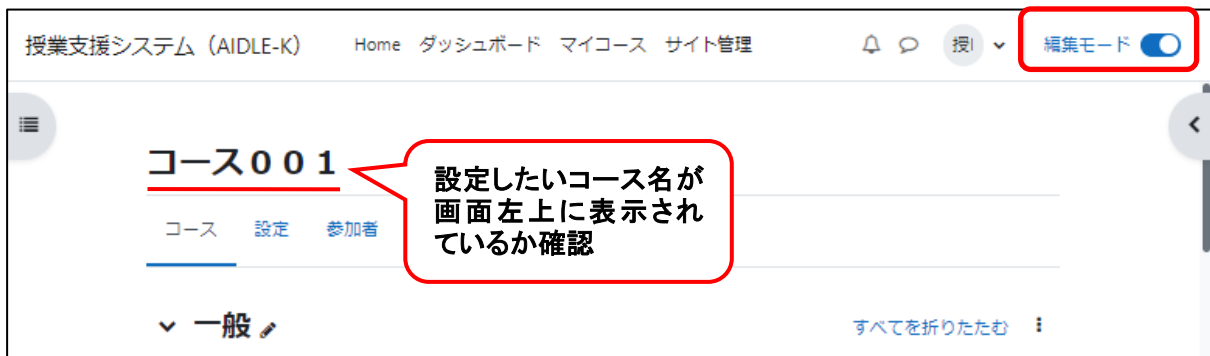 授業支援システム（AIDLE-K） Home ダッシュボード マイコース サイト管理 授I 編集モード
コース００１
設定したいコース名が
画面左上に表示され
ているか確認
コース 設定 参加者
一般 すべてを折りたたむ